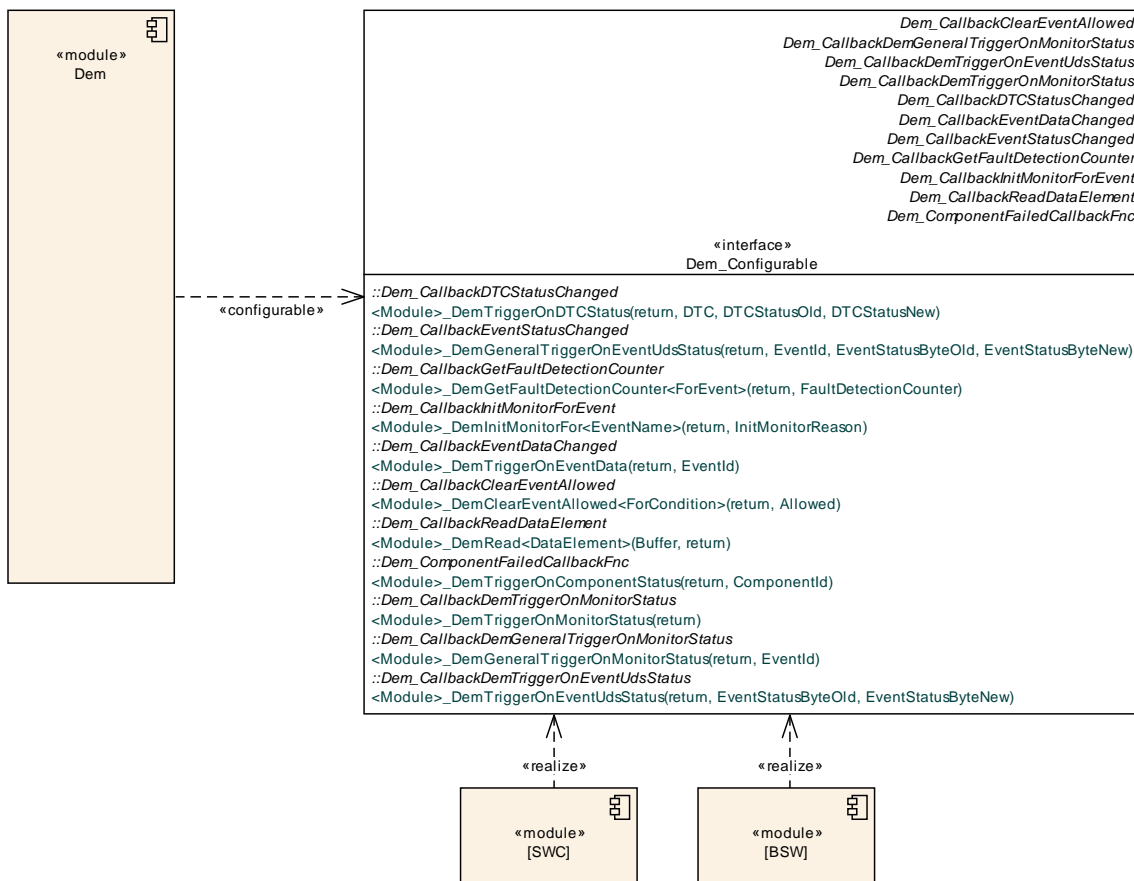 «module»
Dem
Dem_CallbackClearEventAllowed
Dem_CallbackDemGeneralTriggerOnMonitorStatus
Dem_CallbackDemTriggerOnEventUdsStatus
Dem_CallbackDemTriggerOnMonitorStatus
Dem_CallbackDTCStatusChanged
Dem_CallbackEventDataChanged
Dem_CallbackEventStatusChanged
Dem_CallbackGetFaultDetectionCounter
Dem_CallbackInitMonitorForEvent
Dem_CallbackReadDataElement
Dem_ComponentFailedCallbackFnc
«interface»
Dem_Configurable
«configurable»
::Dem_CallbackDTCStatusChanged
<Module>_DemTriggerOnDTCStatus(return, DTC, DTCStatusOld, DTCStatusNew)
::Dem_CallbackEventStatusChanged
<Module>_DemGeneralTriggerOnEventUdsStatus(return, EventId, EventStatusByteOld, EventStatusByteNew)
::Dem_CallbackGetFaultDetectionCounter
<Module>_DemGetFaultDetectionCounter<ForEvent>(return, FaultDetectionCounter)
::Dem_CallbackInitMonitorForEvent
<Module>_DemInitMonitorFor<EventName>(return, InitMonitorReason)
::Dem_CallbackEventDataChanged
<Module>_DemTriggerOnEventData(return, EventId)
::Dem_CallbackClearEventAllowed
<Module>_DemClearEventAllowed<ForCondition>(return, Allowed)
::Dem_CallbackReadDataElement
<Module>_DemRead<DataElement>(Buffer, return)
::Dem_ComponentFailedCallbackFnc
<Module>_DemTriggerOnComponentStatus(return, ComponentId)
::Dem_CallbackDemTriggerOnMonitorStatus
<Module>_DemTriggerOnMonitorStatus(return)
::Dem_CallbackDemGeneralTriggerOnMonitorStatus
<Module>_DemGeneralTriggerOnMonitorStatus(return, EventId)
::Dem_CallbackDemTriggerOnEventUdsStatus
<Module>_DemTriggerOnEventUdsStatus(return, EventStatusByteOld, EventStatusByteNew)
«realize»
«realize»
«module»
[SWC]
«module»
[BSW]